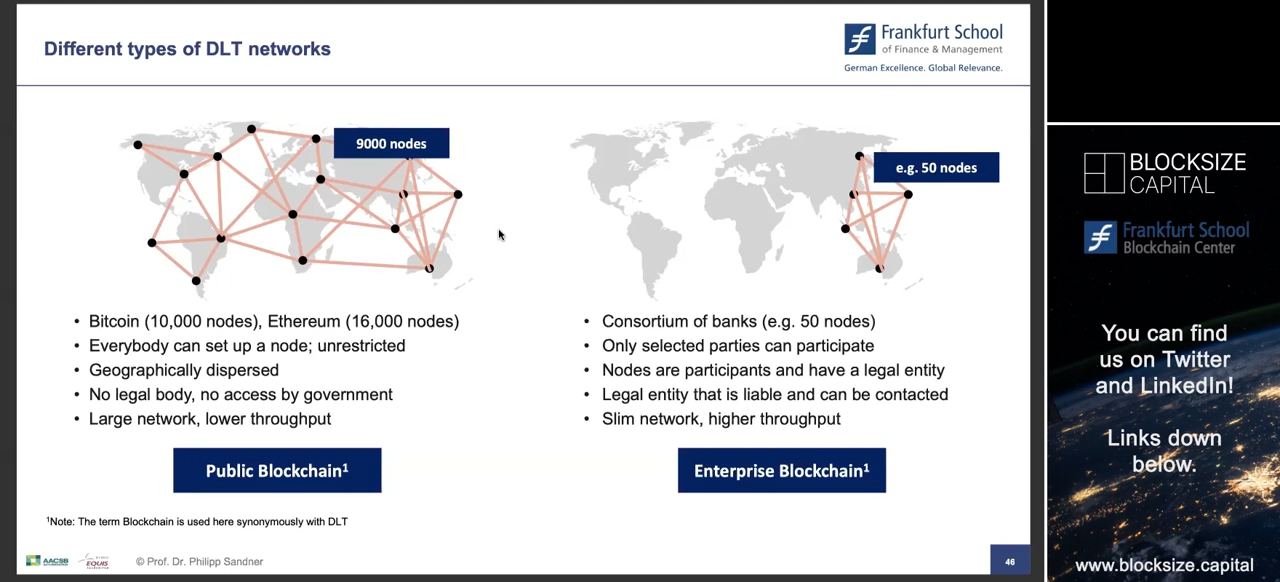 Different types of DLT networks
Frankfurt School
of Finance & Management
German Excellence. Global Relevance.
9000 nodes
• Bitcoin (10,000 nodes), Ethereum (16,000 nodes)
• Everybody can set up a node; unrestricted
• Geographically dispersed
• No legal body, no access by government
• Large network, lower throughput
Public Blockchain¹
e.g. 50 nodes
• Consortium of banks (e.g. 50 nodes)
• Only selected parties can participate
• Nodes are participants and have a legal entity
• Legal entity that is liable and can be contacted
• Slim network, higher throughput
Enterprise Blockchain¹
¹Note: The term Blockchain is used here synonymously with DLT
AACSB
EQUIS
© Prof. Dr. Philipp Sandner
46
BLOCKSIZE
CAPITAL
Frankfurt School
Blockchain Center
You can find
us on Twitter
and LinkedIn!
Links down
below.
www.blocksize.capital